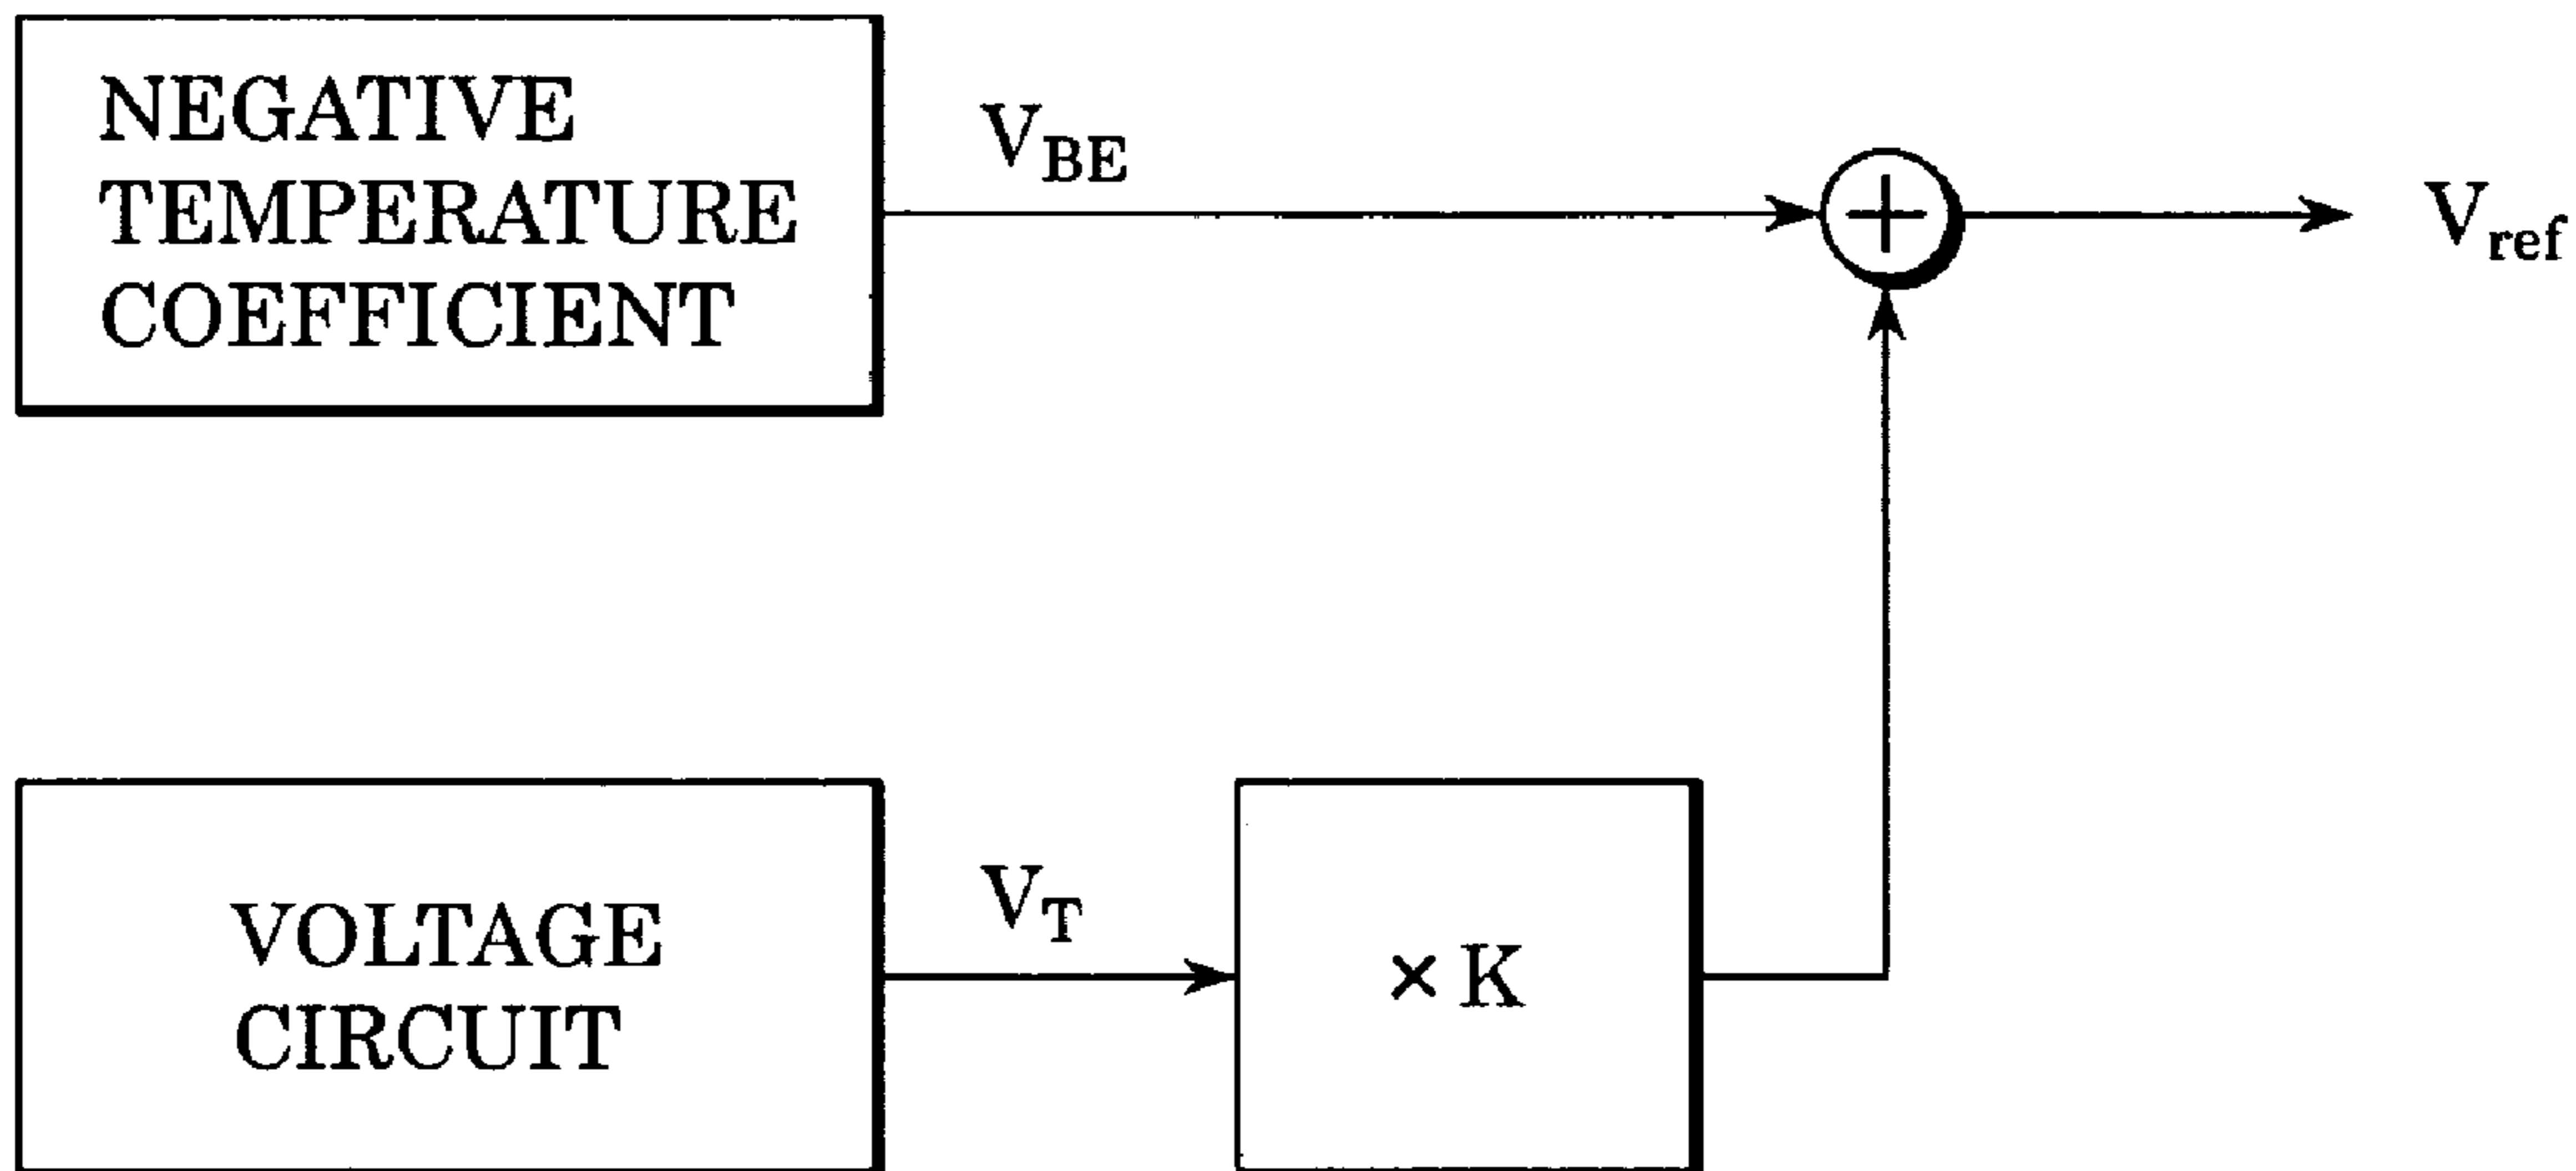 NEGATIVE
TEMPERATURE
COEFFICIENT
V_BE
+
V_ref
VOLTAGE
CIRCUIT
V_T
× K